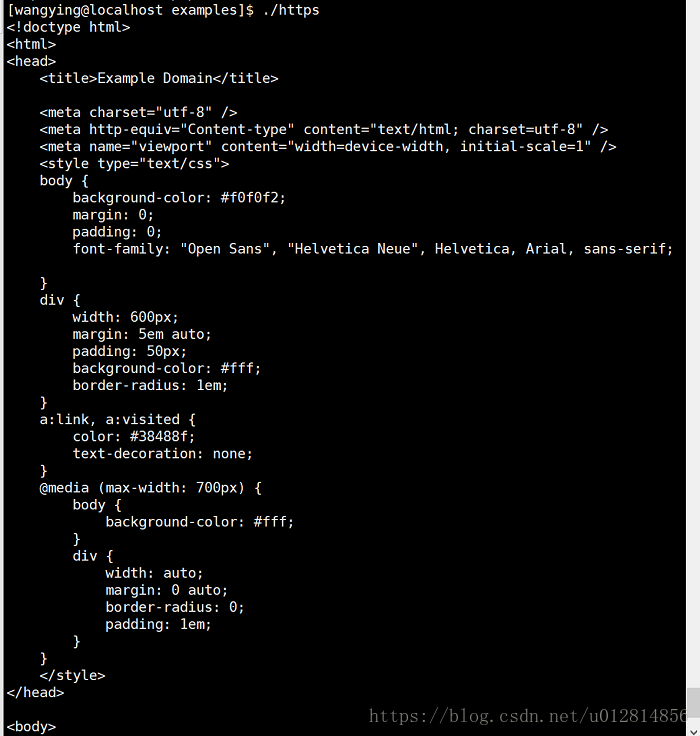 [wangying@localhost examples]$ ./https
<!doctype html>
<html>
<head>
    <title>Example Domain</title>

    <meta charset="utf-8" />
    <meta http-equiv="Content-type" content="text/html; charset=utf-8" />
    <meta name="viewport" content="width=device-width, initial-scale=1" />
    <style type="text/css">
    body {
        background-color: #f0f0f2;
        margin: 0;
        padding: 0;
        font-family: "Open Sans", "Helvetica Neue", Helvetica, Arial, sans-serif;

    }
    div {
        width: 600px;
        margin: 5em auto;
        padding: 50px;
        background-color: #fff;
        border-radius: 1em;
    }
    a:link, a:visited {
        color: #38488f;
        text-decoration: none;
    }
    @media (max-width: 700px) {
        body {
            background-color: #fff;
        }
        div {
            width: auto;
            margin: 0 auto;
            border-radius: 0;
            padding: 1em;
        }
    }
    </style>
</head>

https://blog.csdn.net/u012814856
<body>